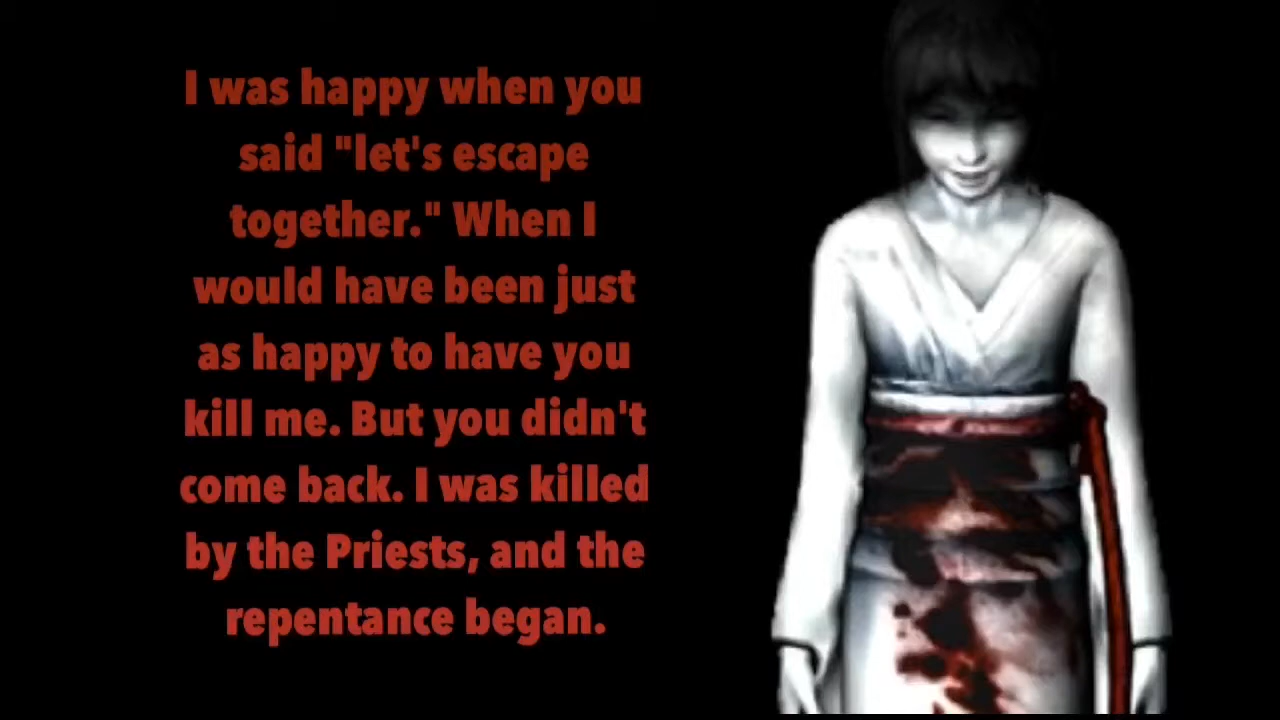 I was happy when you
said "let's escape
together." When I
would have been just
as happy to have you
kill me. But you didn't
come back. I was killed
by the Priests, and the
repentance began.